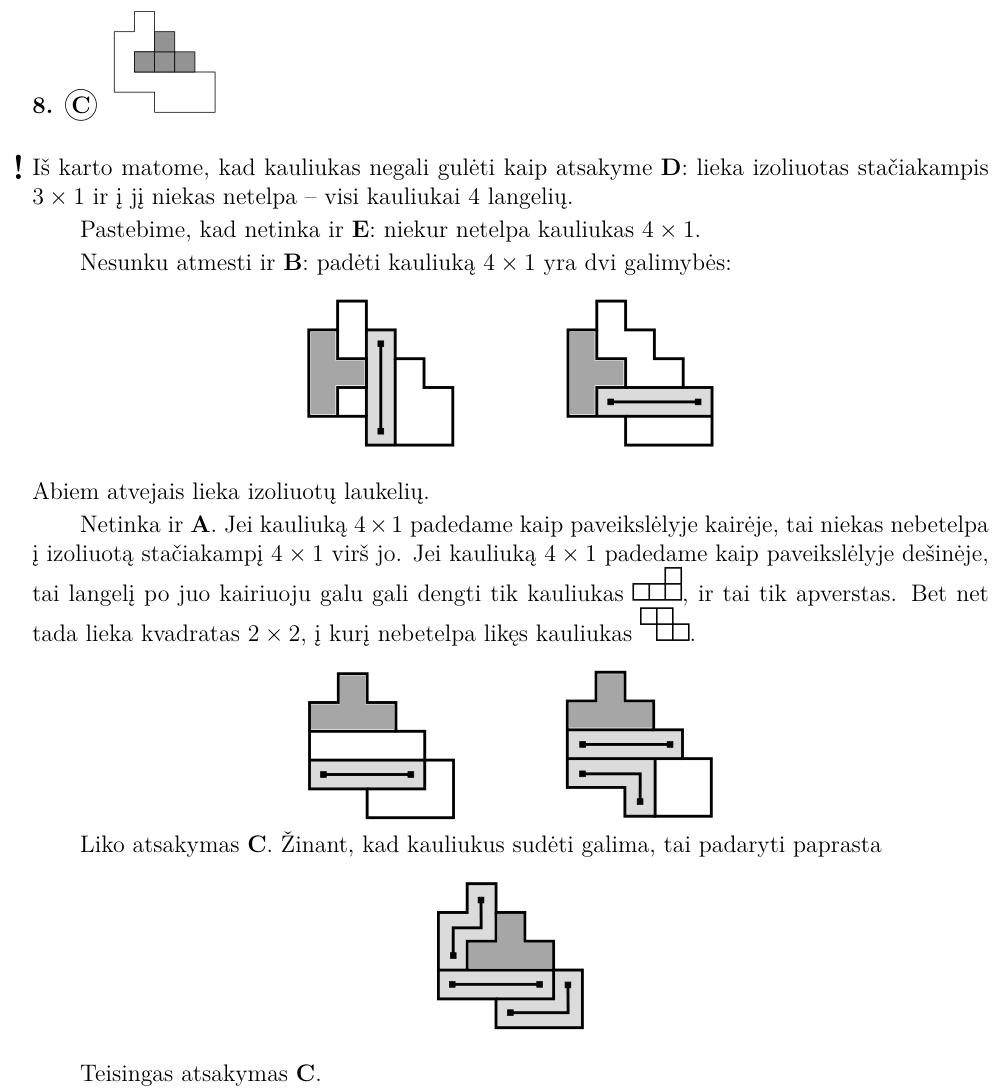 8. C
! Iš karto matome, kad kauliukas negali gulėti kaip atsakyme D: lieka izoliuotas stačiakampis
3 × 1 ir į jį niekas netelpa – visi kauliukai 4 langelių.
Pastebime, kad netinka ir E: niekur netelpa kauliukas 4 × 1.
Nesunku atmesti ir B: padėti kauliuką 4 × 1 yra dvi galimybės:
Abiem atvejais lieka izoliuotų laukelių.
Netinka ir A. Jei kauliuką 4 × 1 padedame kaip paveikslėlyje kairėje, tai niekas nebetelpa
į izoliuotą stačiakampį 4 × 1 virš jo. Jei kauliuką 4 × 1 padedame kaip paveikslėlyje dešinėje,
tai langelį po juo kairiuoju galu gali dengti tik kauliukas , ir tai tik apverstas. Bet net
tada lieka kvadratas 2 × 2, į kurį nebetelpa likęs kauliukas .
Liko atsakymas C. Žinant, kad kauliukus sudėti galima, tai padaryti paprasta
Teisingas atsakymas C.